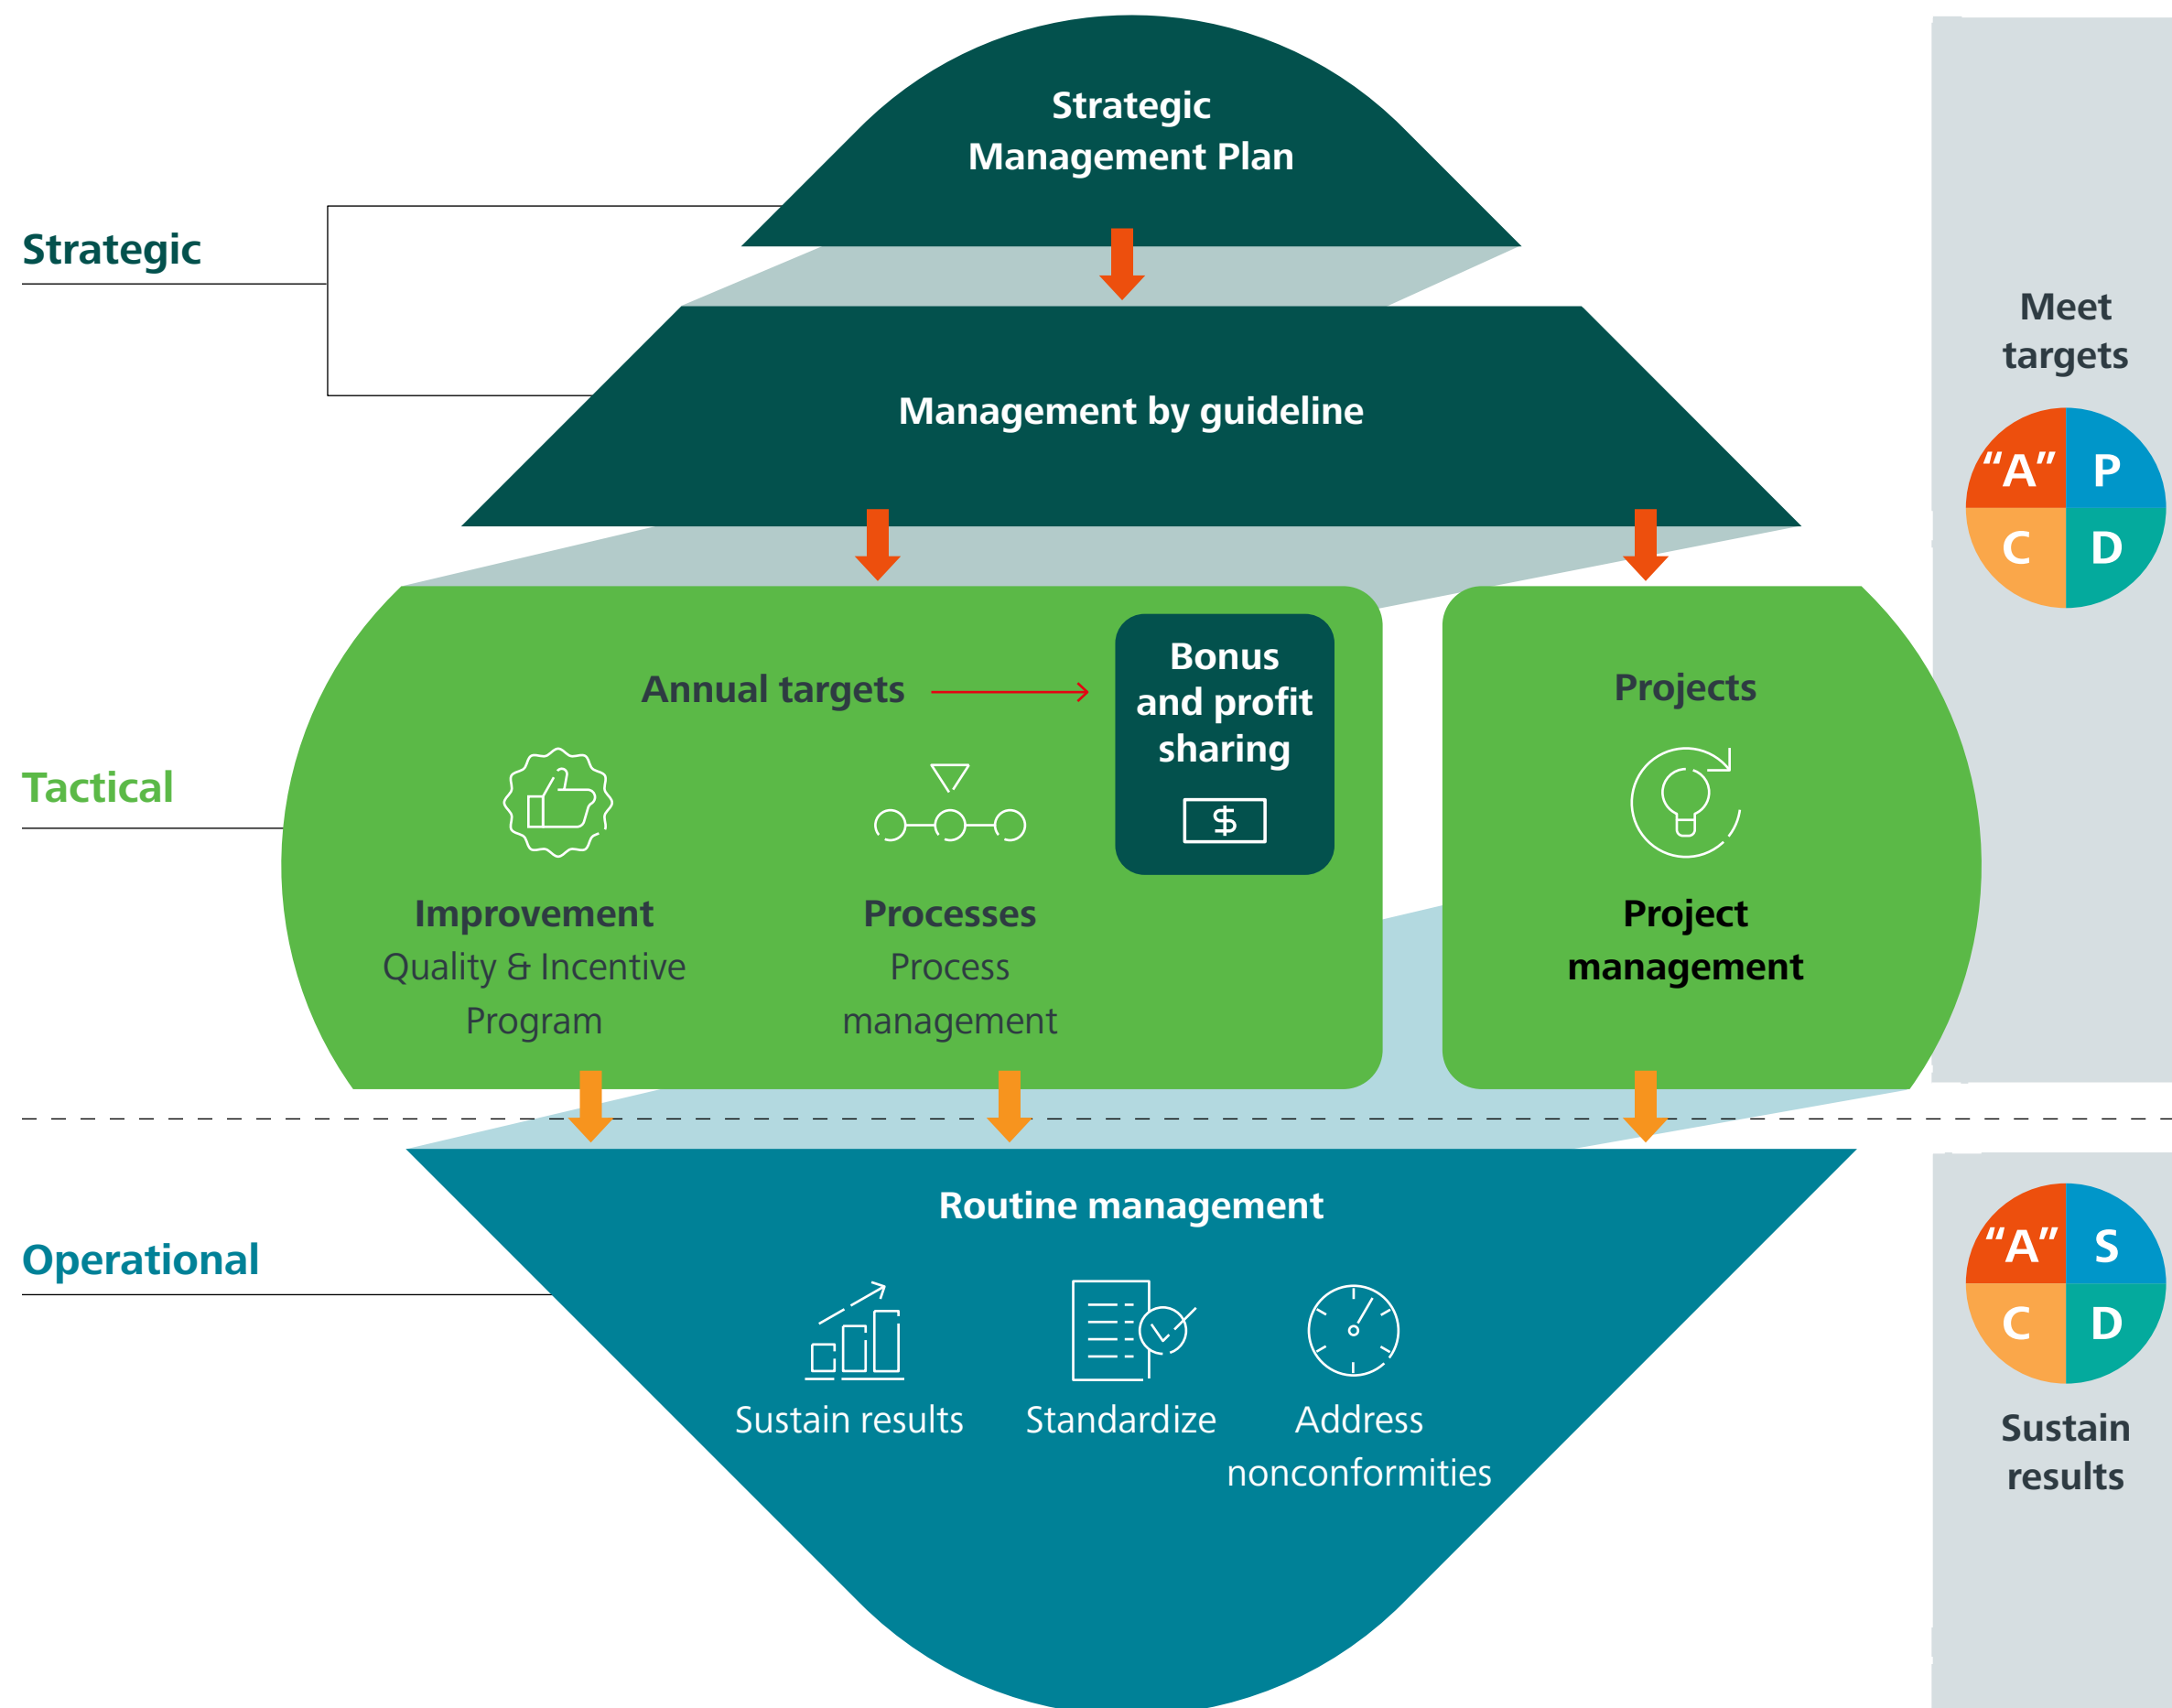 Strategic
Management Plan
Strategic
Management by guideline
Meet
targets
“A” P
C D
Tactical
Annual targets
Bonus
and profit
sharing
$
Improvement
Quality & Incentive
Program
Processes
Process
management
Projects
Project
management
Operational
Routine management
Sustain results
Standardize
Address
nonconformities
“A” S
C D
Sustain
results